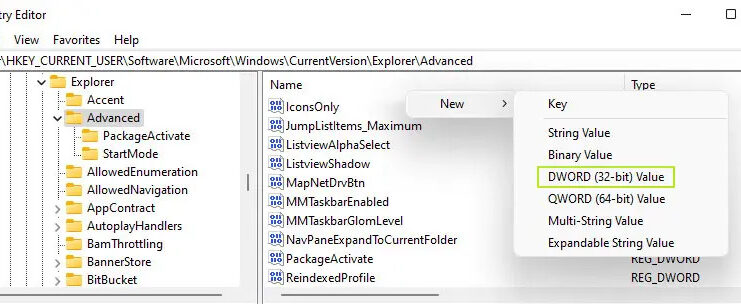 try Editor
View Favorites Help
r\HKEY_CURRENT_USER\Software\Microsoft\Windows\CurrentVersion\Explorer\Advanced
Explorer
Accent
Advanced
PackageActivate
StartMode
AllowedEnumeration
AllowedNavigation
AppContract
AutoplayHandlers
BamThrottling
BannerStore
BitBucket
Name
Type
IconsOnly
JumpListItems_Maximum
ListviewAlphaSelect
ListviewShadow
MapNetDrvBtn
MMTaskbarEnabled
MMTaskbarGlomLevel
NavPaneExpandToCurrentFolder
PackageActivate
REG_DWORD
ReindexedProfile
REG_DWORD
New
Key
String Value
Binary Value
DWORD (32-bit) Value
QWORD (64-bit) Value
Multi-String Value
Expandable String Value